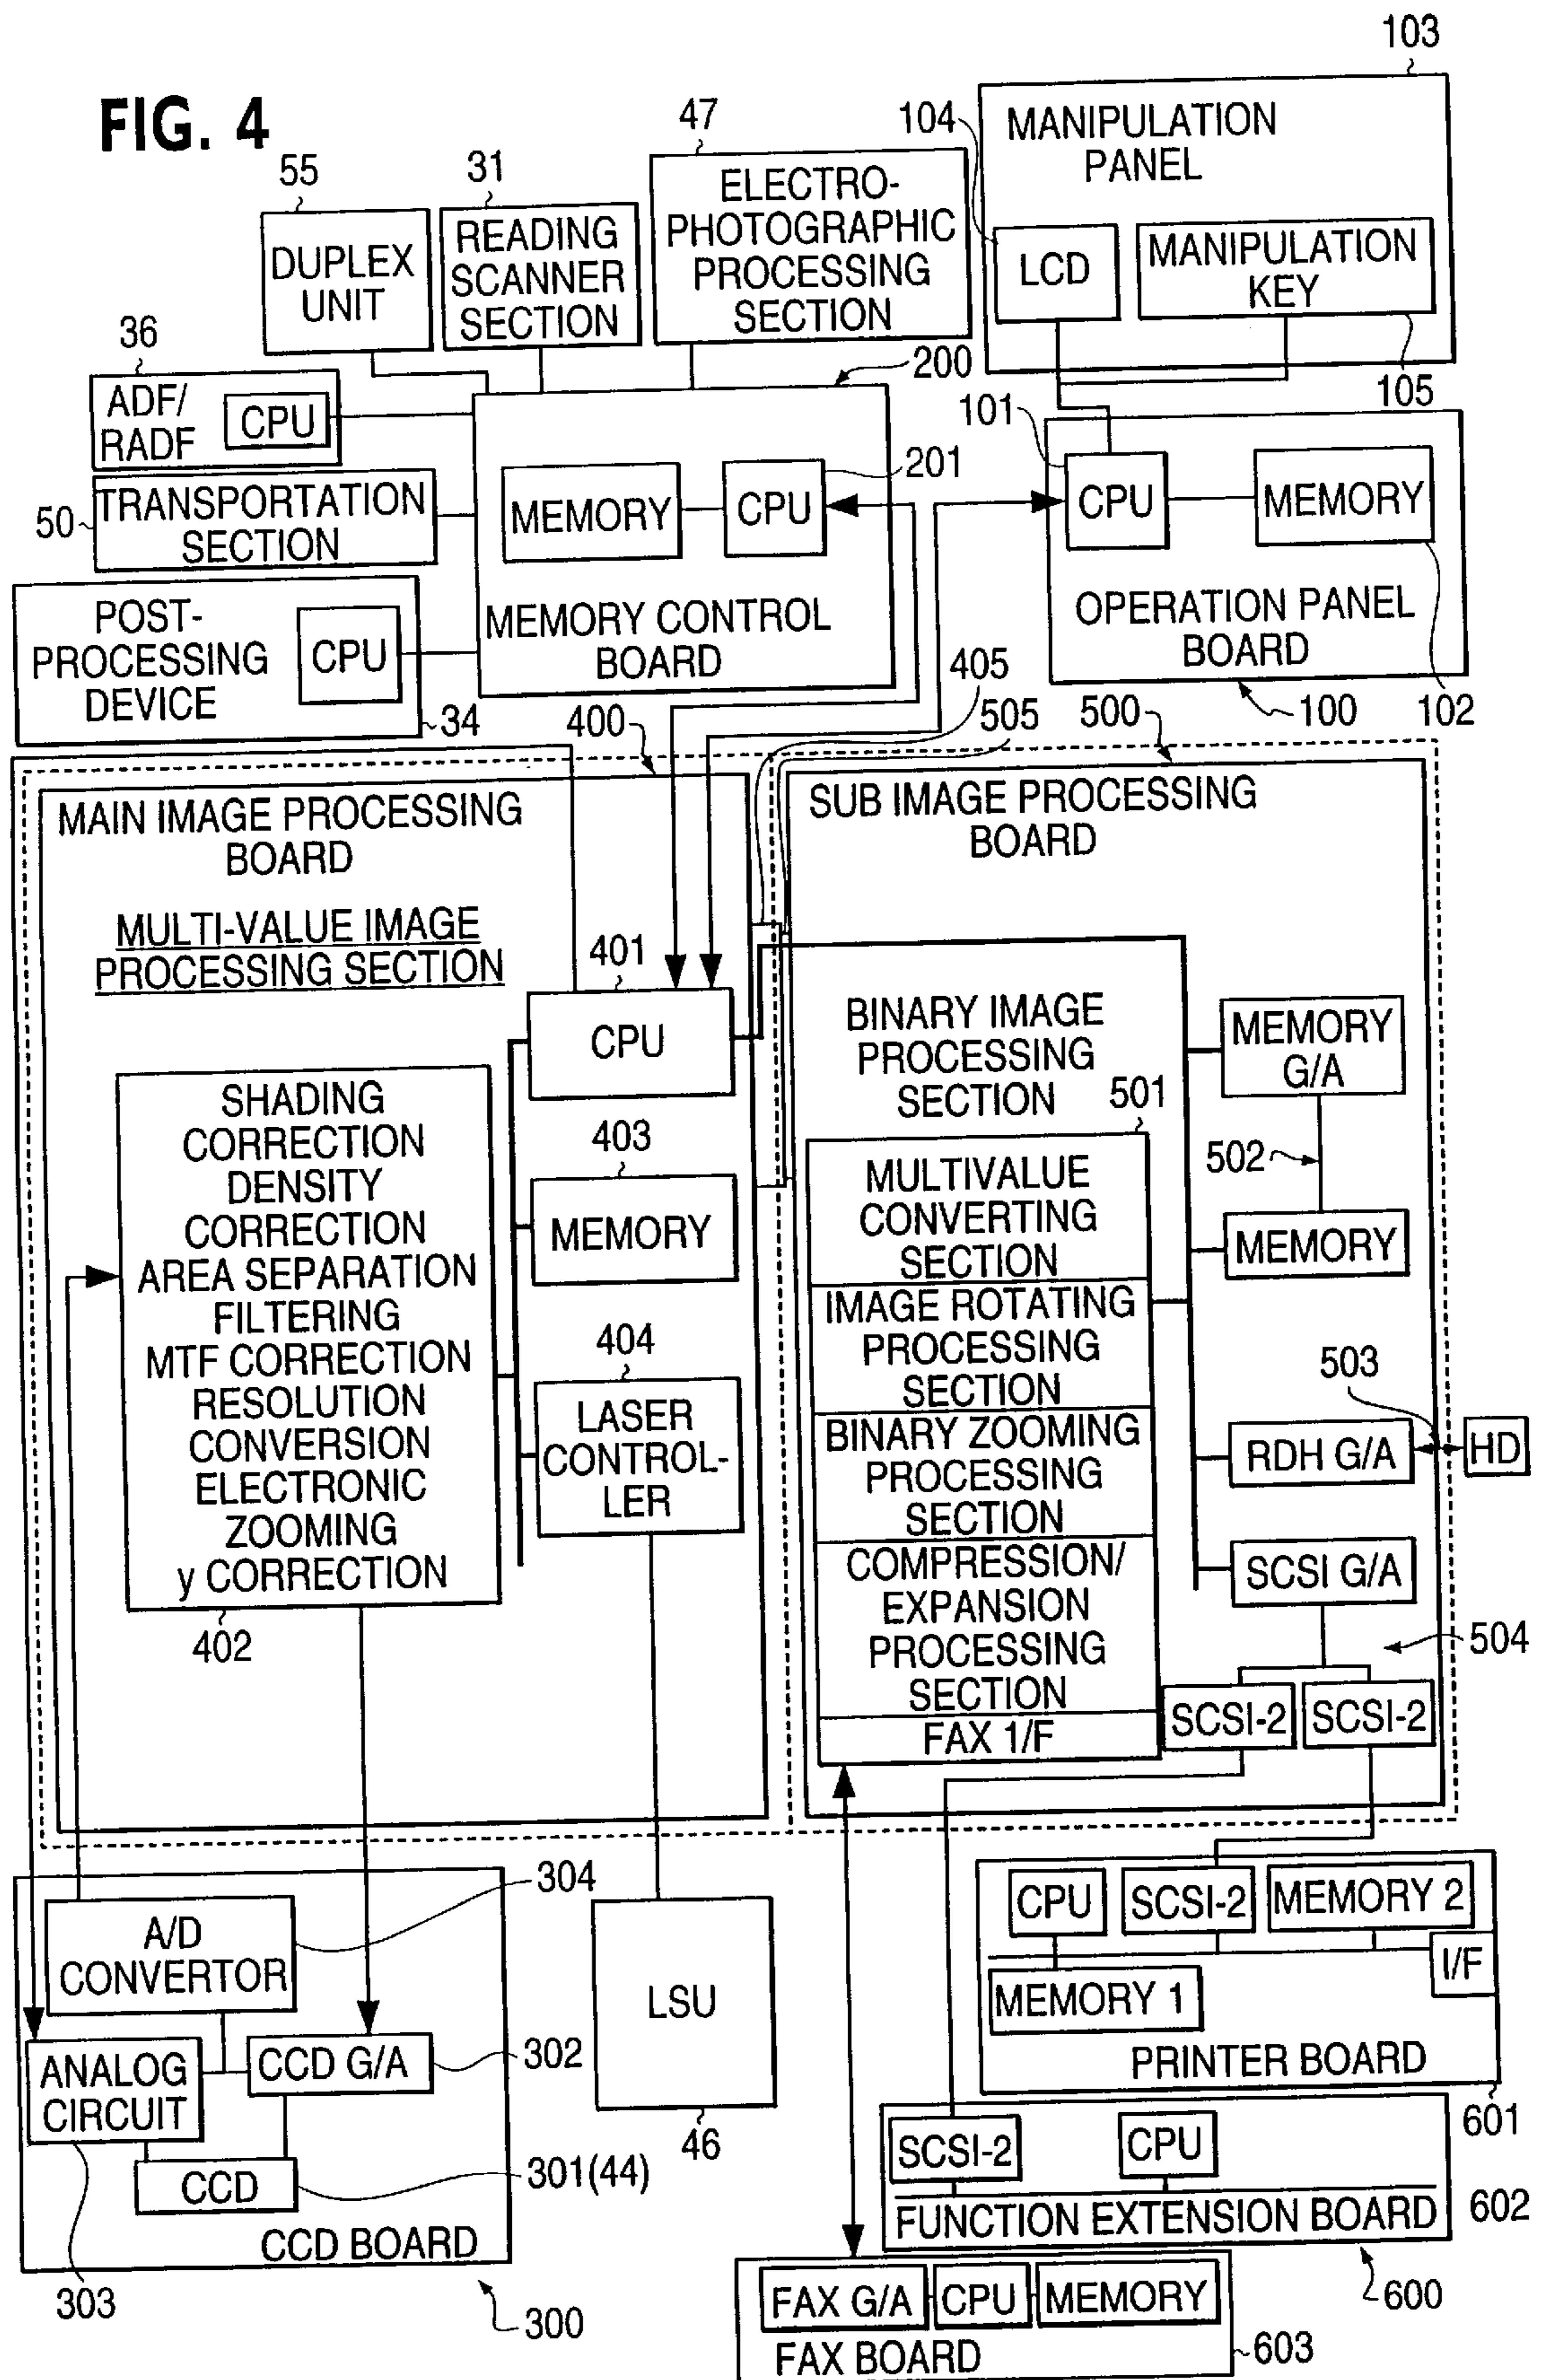 FIG. 4
103
MANIPULATION
PANEL
104
LCD
MANIPULATION
KEY
105
47
ELECTRO-
PHOTOGRAPHIC
PROCESSING
SECTION
31
READING
SCANNER
SECTION
55
DUPLEX
UNIT
36
ADF/
RADF
CPU
50
TRANSPORTATION
SECTION
POST-
PROCESSING
DEVICE
CPU
34
200
MEMORY
CPU
201
MEMORY CONTROL
BOARD
101
CPU
MEMORY
OPERATION PANEL
BOARD
100
102
405
505
400
MAIN IMAGE PROCESSING
BOARD
MULTI-VALUE IMAGE
PROCESSING SECTION
401
CPU
SHADING
CORRECTION
DENSITY
CORRECTION
AREA SEPARATION
FILTERING
MTF CORRECTION
RESOLUTION
CONVERSION
ELECTRONIC
ZOOMING
y CORRECTION
402
403
MEMORY
404
LASER
CONTROL-
LER
500
SUB IMAGE PROCESSING
BOARD
BINARY IMAGE
PROCESSING
SECTION
501
MULTIVALUE
CONVERTING
SECTION
IMAGE ROTATING
PROCESSING
SECTION
BINARY ZOOMING
PROCESSING
SECTION
COMPRESSION/
EXPANSION
PROCESSING
SECTION
FAX 1/F
MEMORY
G/A
502
MEMORY
503
RDH G/A
HD
SCSI G/A
504
SCSI-2
SCSI-2
304
A/D
CONVERTOR
ANALOG
CIRCUIT
CCD G/A
302
CCD
301(44)
CCD BOARD
303
300
LSU
46
CPU
SCSI-2
MEMORY 2
I/F
MEMORY 1
PRINTER BOARD
601
SCSI-2
CPU
FUNCTION EXTENSION BOARD
602
600
FAX G/A
CPU
MEMORY
FAX BOARD
603